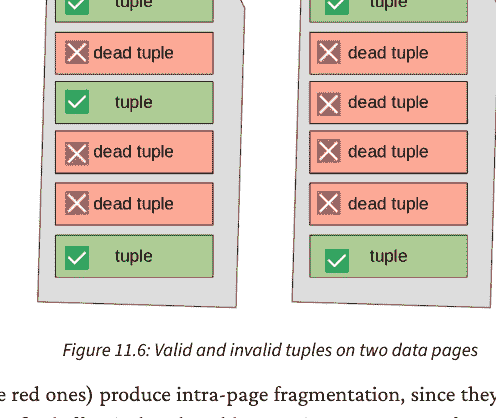 tuple tuple
dead tuple dead tuple
tuple dead tuple
dead tuple dead tuple
dead tuple dead tuple
tuple tuple
Figure 11.6: Valid and invalid tuples on two data pages
red ones) produce intra-page fragmentation, since they